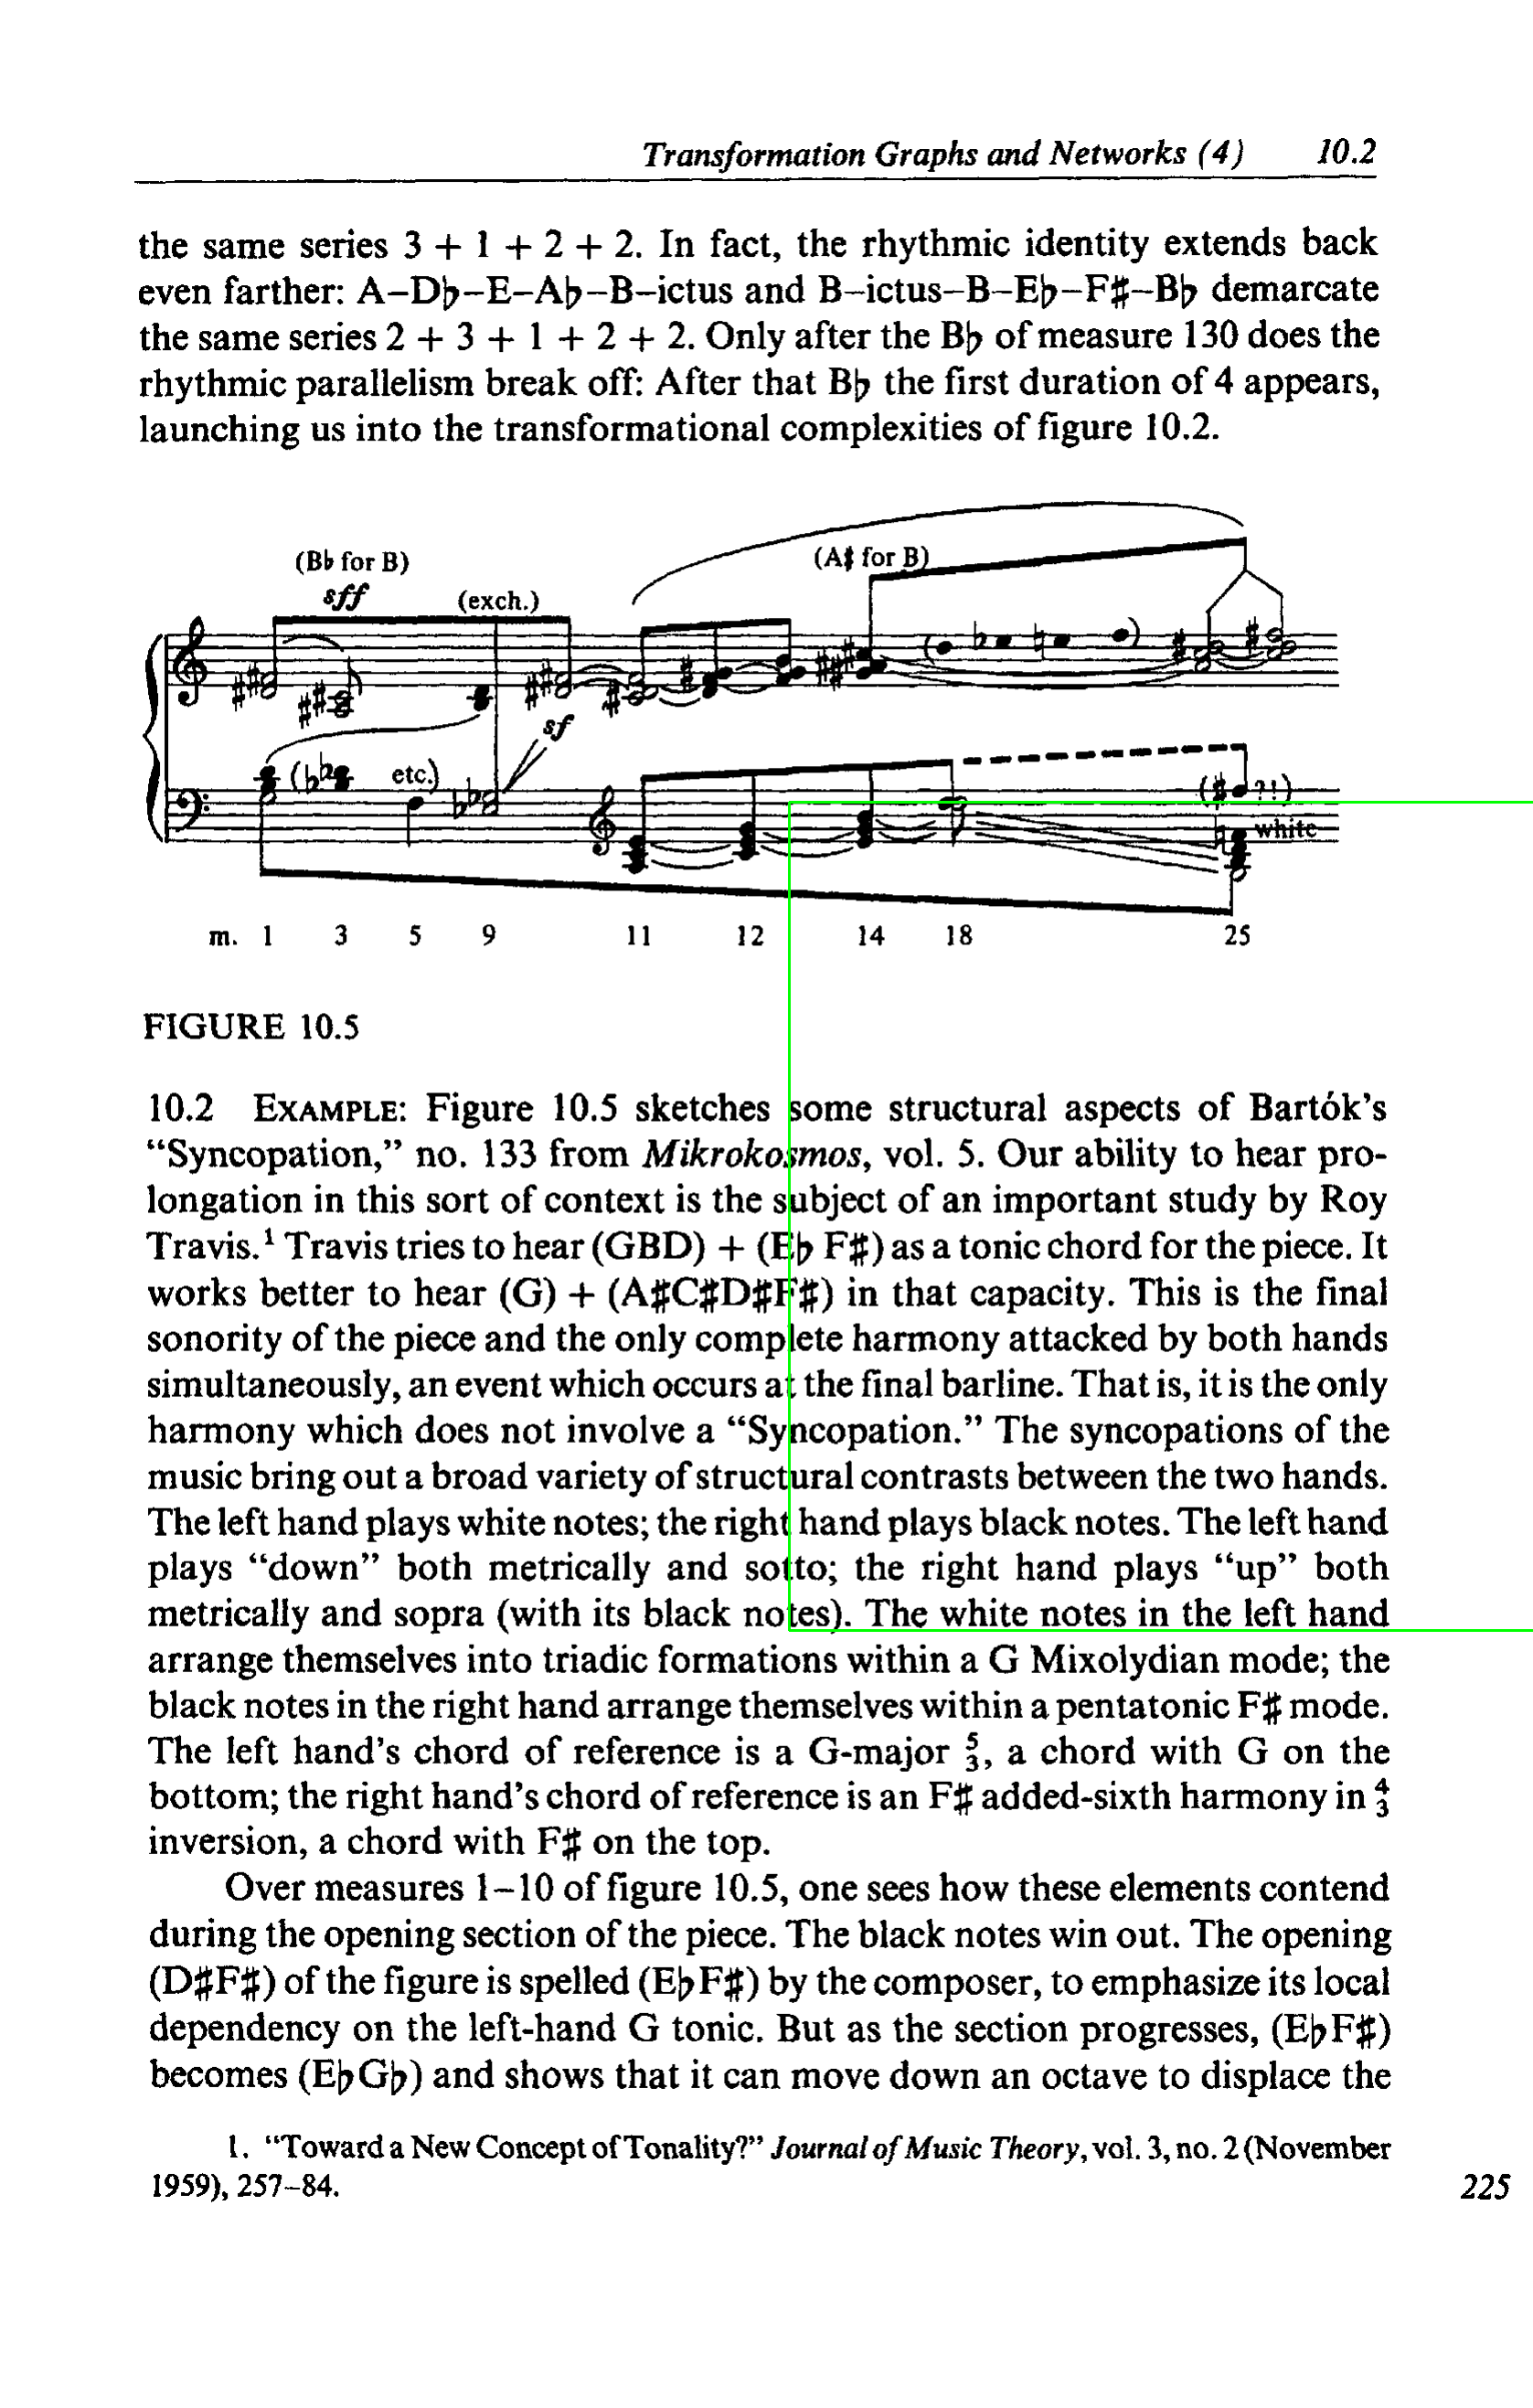 Transformation Graphs and Networks (4) 10.2
the same series 3 + 1 + 2 + 2. In fact, the rhythmic identity extends back
even farther: A–D♭–E–A♭–B–ictus and B–ictus–B–E♭–F♯–B♭ demarcate
the same series 2 + 3 + 1 + 2 + 2. Only after the B♭ of measure 130 does the
rhythmic parallelism break off: After that B♭ the first duration of 4 appears,
launching us into the transformational complexities of figure 10.2.
(B♭ for B) (A♯ for B)
sff (exch.)
sf
etc.) (♯ ?!)
white
m. 1 3 5 9 11 12 14 18 25
FIGURE 10.5
10.2 EXAMPLE: Figure 10.5 sketches some structural aspects of Bartók's
“Syncopation,” no. 133 from Mikrokosmos, vol. 5. Our ability to hear pro-
longation in this sort of context is the subject of an important study by Roy
Travis.¹ Travis tries to hear (GBD) + (E♭ F♯) as a tonic chord for the piece. It
works better to hear (G) + (A♯C♯D♯F♯) in that capacity. This is the final
sonority of the piece and the only complete harmony attacked by both hands
simultaneously, an event which occurs at the final barline. That is, it is the only
harmony which does not involve a “Syncopation.” The syncopations of the
music bring out a broad variety of structural contrasts between the two hands.
The left hand plays white notes; the right hand plays black notes. The left hand
plays “down” both metrically and sotto; the right hand plays “up” both
metrically and sopra (with its black notes). The white notes in the left hand
arrange themselves into triadic formations within a G Mixolydian mode; the
black notes in the right hand arrange themselves within a pentatonic F♯ mode.
The left hand's chord of reference is a G-major 5/3, a chord with G on the
bottom; the right hand's chord of reference is an F♯ added-sixth harmony in 4/3
inversion, a chord with F♯ on the top.
Over measures 1–10 of figure 10.5, one sees how these elements contend
during the opening section of the piece. The black notes win out. The opening
(D♯F♯) of the figure is spelled (E♭F♯) by the composer, to emphasize its local
dependency on the left-hand G tonic. But as the section progresses, (E♭F♯)
becomes (E♭G♭) and shows that it can move down an octave to displace the
1. “Toward a New Concept of Tonality?” Journal of Music Theory, vol. 3, no. 2 (November
1959), 257–84.
225